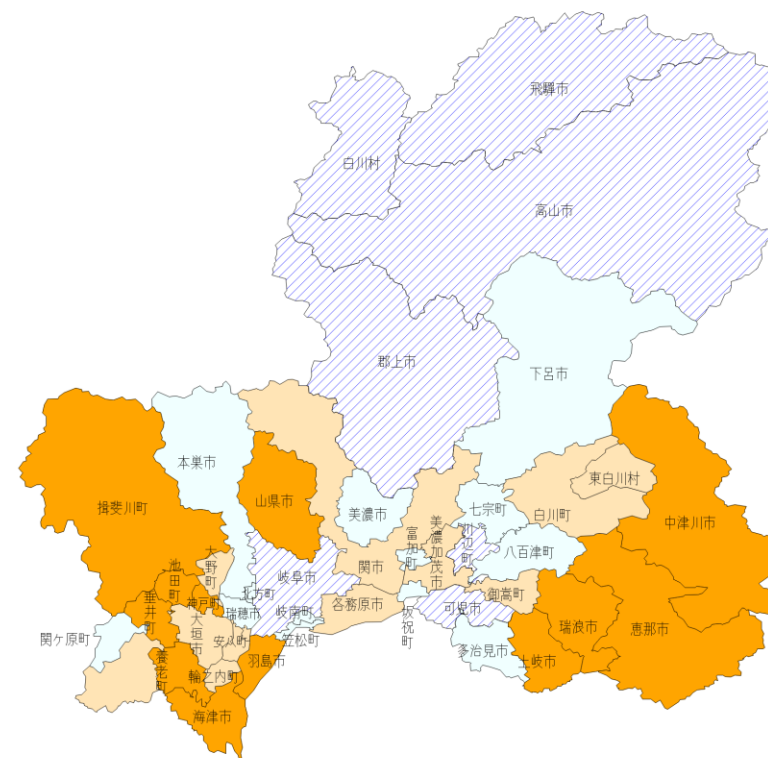 飛騨市
白川村
高山市
郡上市
下呂市
本巣市
東白川村
揖斐川町
山県市
美濃市
七宗町
白川町
中津川市
美濃加茂市
富加町
川辺町
八百津町
大野町
関市
池田町
岐阜市
北方町
御嵩町
神戸町
垂井町
各務原市
可児市
瑞穂市
岐南町
坂祝町
大垣市
瑞浪市
恵那市
関ケ原町
安八町
笠松町
多治見市
養老町
羽島市
土岐市
輪之内町
海津市